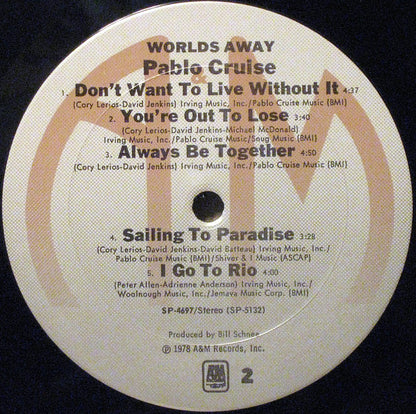 WORLDS AWAY
Pablo Cruise
1. Don't Want To Live Without It 4:37
(Cory Lerios-David Jenkins) Irving Music, Inc./Pablo Cruise Music (BMI)
2. You're Out To Lose 3:40
(Cory Lerios-David Jenkins-Michael McDonald)
Irving Music, Inc./Pablo Cruise Music/Snug Music (BMI)
3. Always Be Together 4:50
(Cory Lerios-David Jenkins) Irving Music, Inc./Pablo Cruise Music (BMI)
4. Sailing To Paradise 3:28
(Cory Lerios-David Jenkins-David Batteau) Irving Music, Inc./
Pablo Cruise Music (BMI)/Shiver & I Music (ASCAP)
5. I Go To Rio 4:00
(Peter Allen-Adrienne Anderson) Irving Music, Inc./
Woolnough Music, Inc./Jemava Music Corp. (BMI)
SP-4697/Stereo (SP-5132)
Produced by Bill Schnee
℗ 1978 A&M Records, Inc.
A&M
2